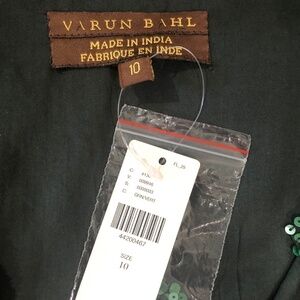 VARUN BAHL
MADE IN INDIA
FABRIQUE EN INDE
10
44200467
SIZE
10